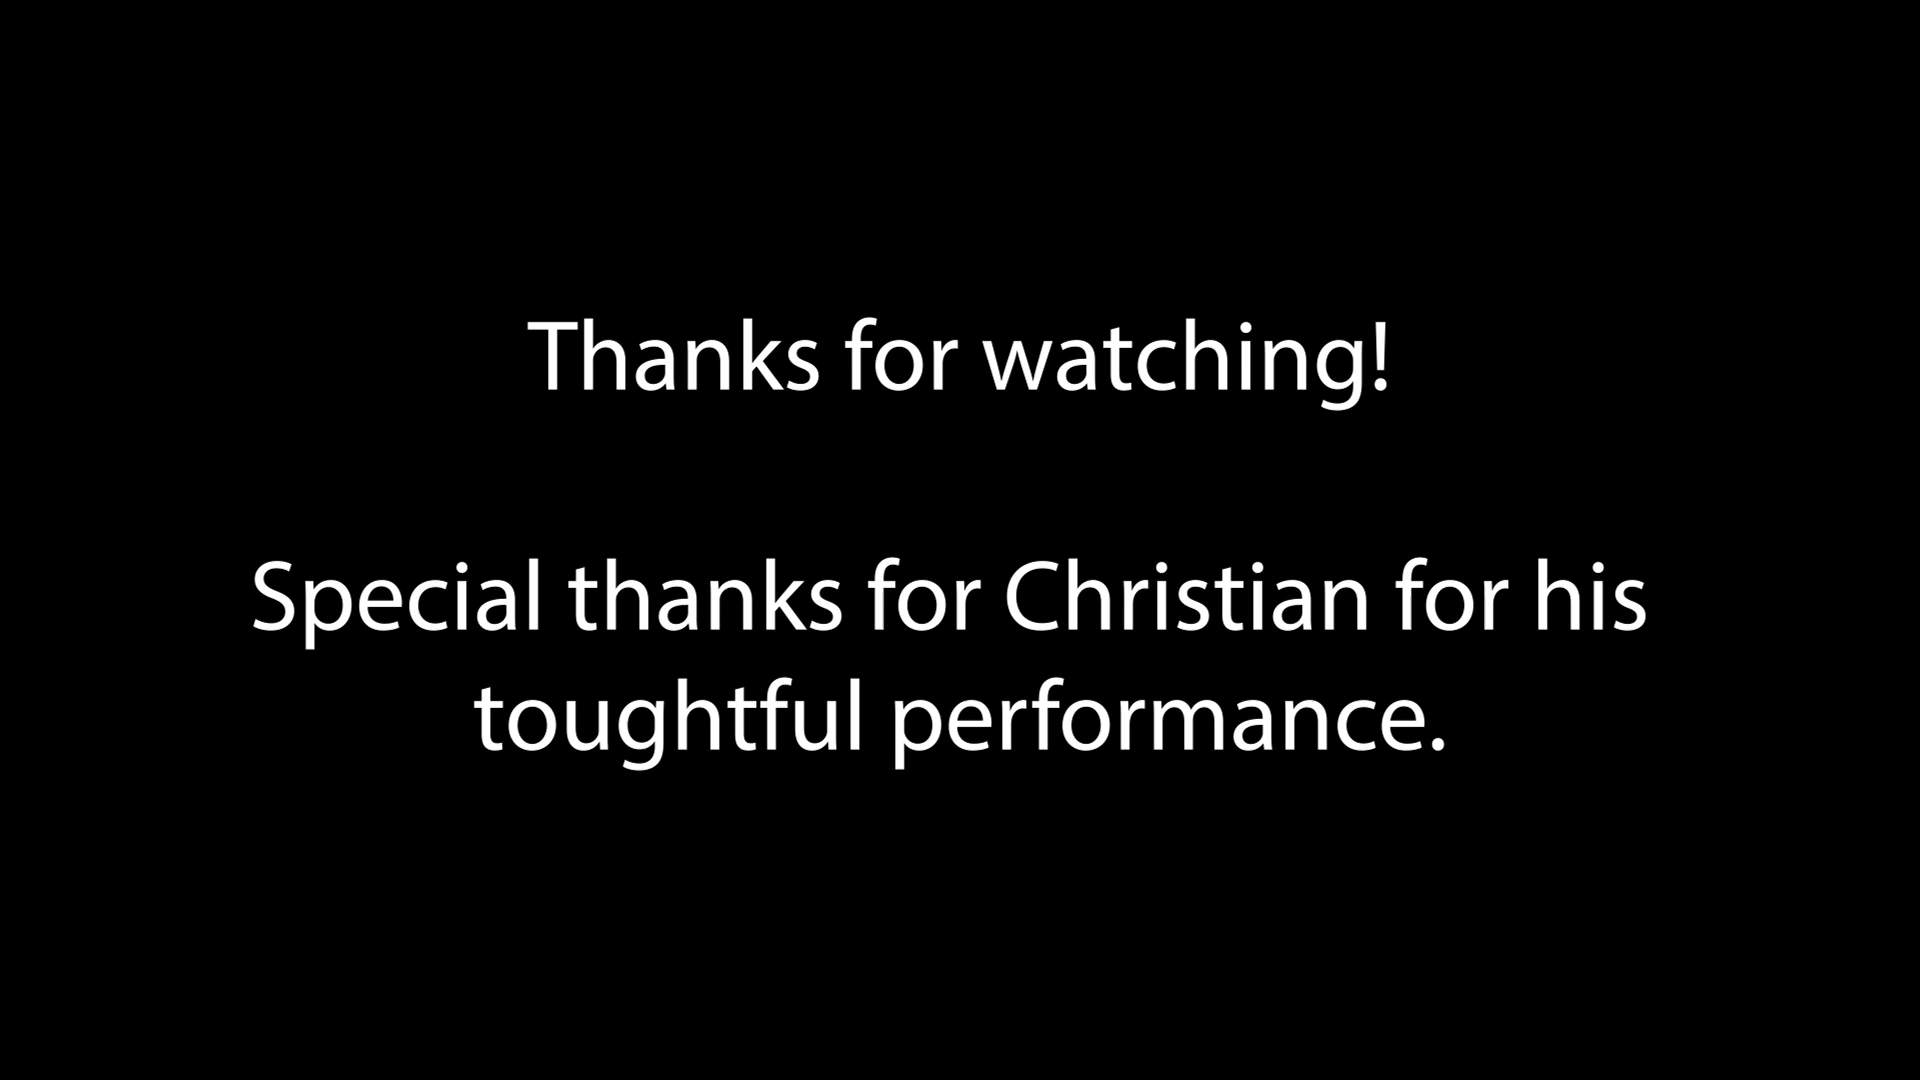 Thanks for watching!
Special thanks for Christian for his
toughtful performance.